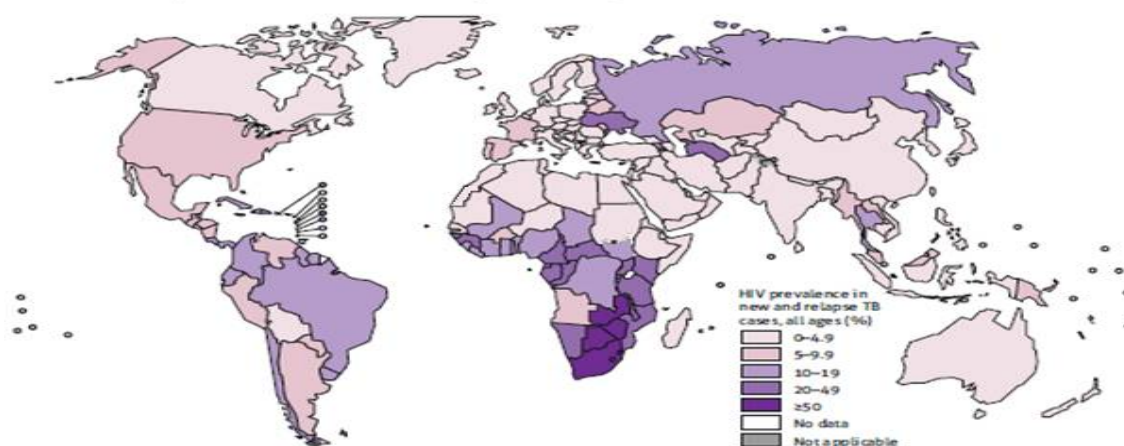 HIV prevalence in
new and relapse TB
cases, all ages (%)
0–4.9
5–9.9
10–19
20–49
≥50
No data
Not applicable